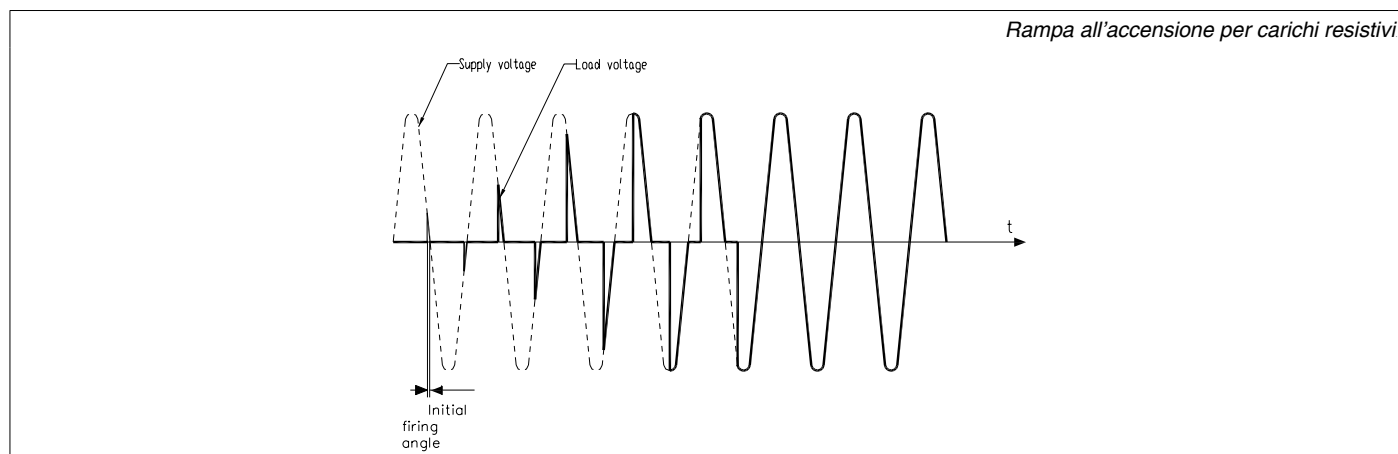 Rampa all'accensione per carichi resistivi
Supply voltage
Load voltage
t
Initial
firing
angle